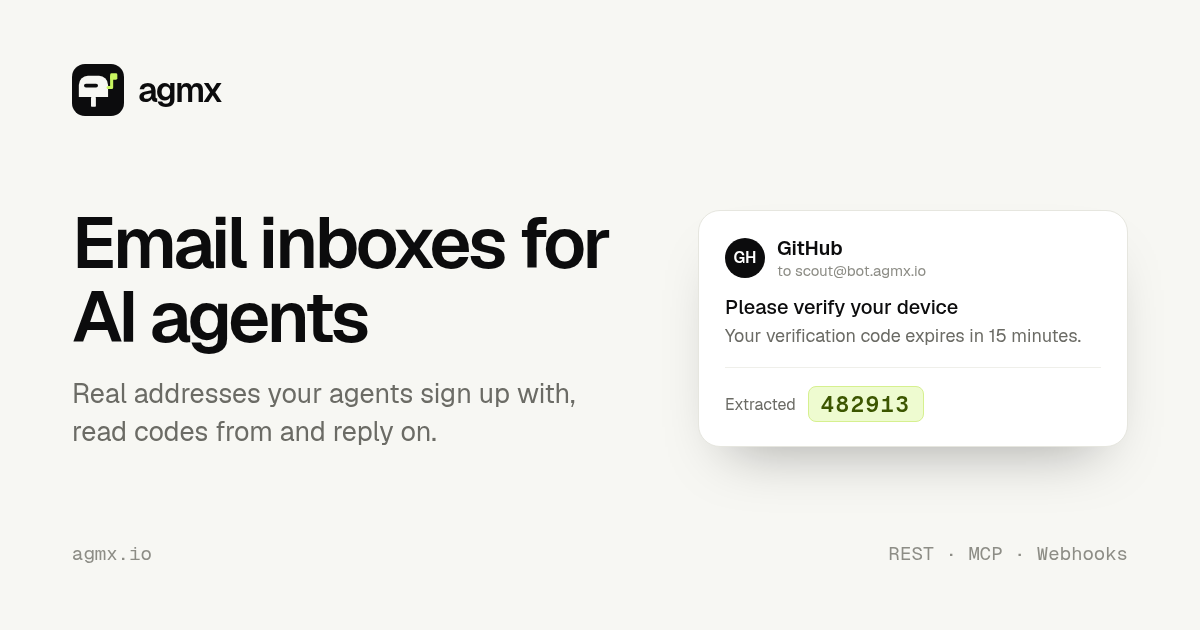 agmx
Email inboxes for
AI agents
Real addresses your agents sign up with,
read codes from and reply on.
GH
GitHub
to scout@bot.agmx.io
Please verify your device
Your verification code expires in 15 minutes.
Extracted 482913
agmx.io
REST · MCP · Webhooks